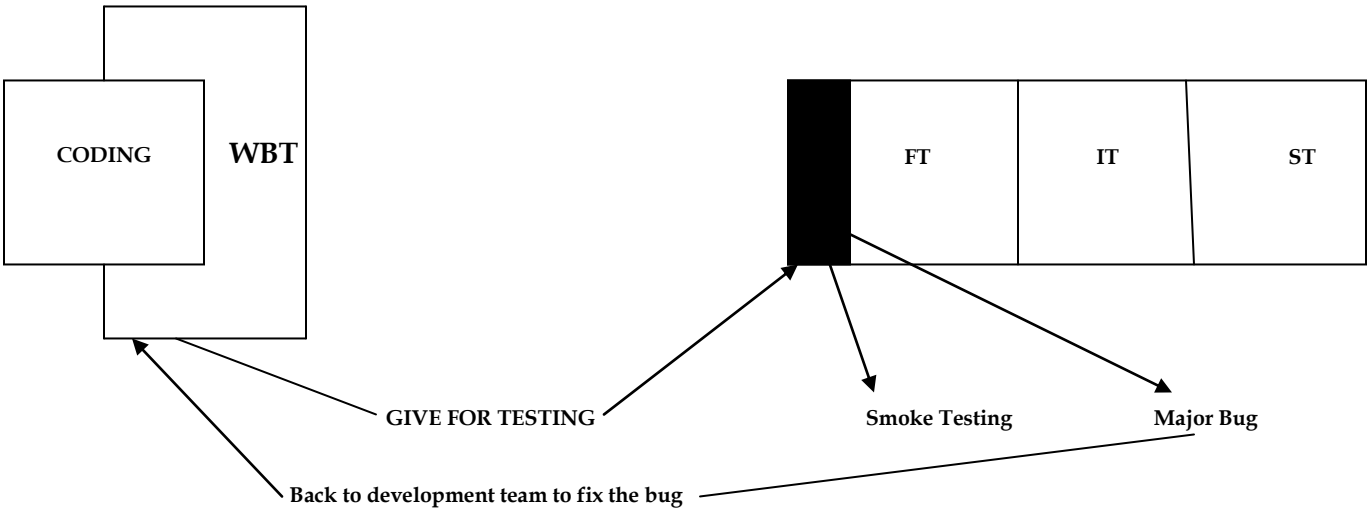 CODING
WBT
FT
IT
ST
GIVE FOR TESTING
Smoke Testing
Major Bug
Back to development team to fix the bug